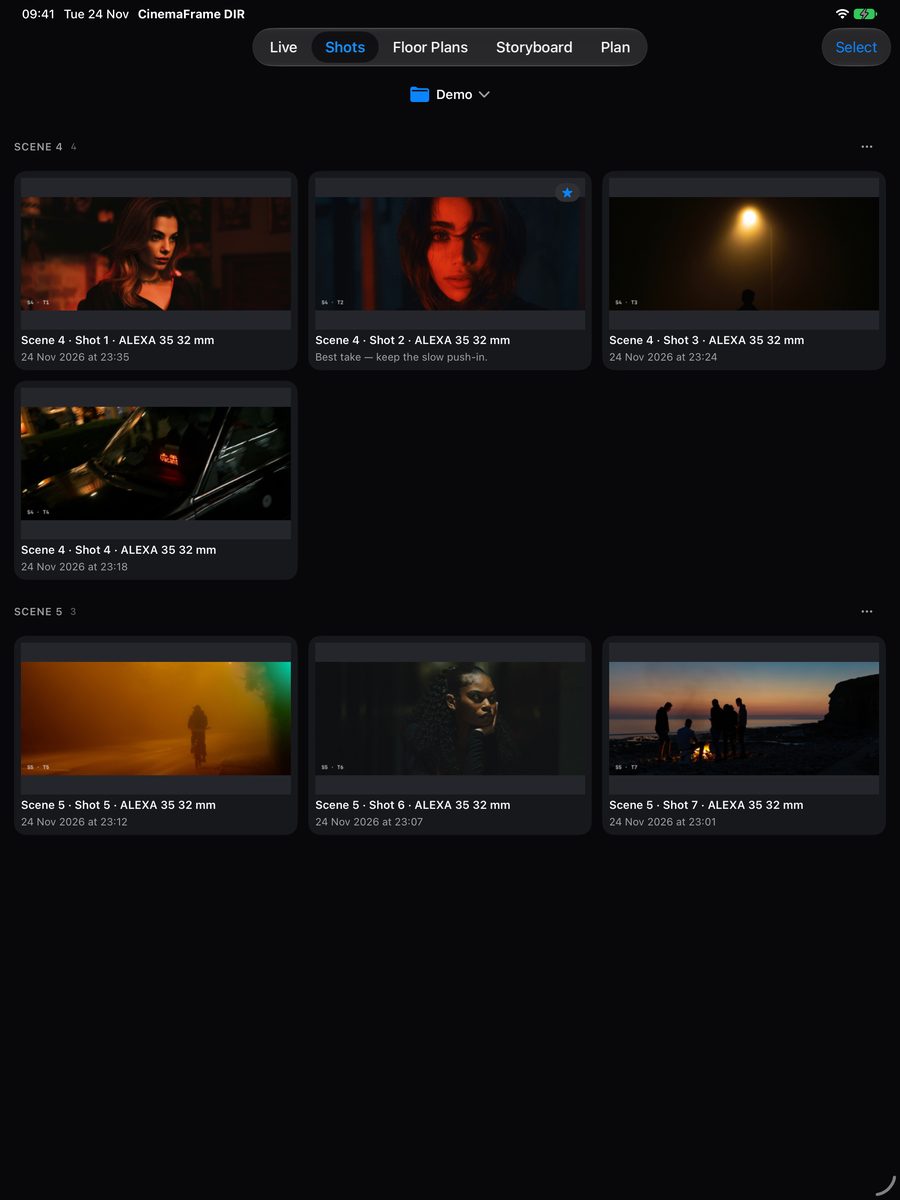 09:41 Tue 24 Nov CinemaFrame DIR
Live Shots Floor Plans Storyboard Plan
Select
Demo
SCENE 4 4
S4 · T1
Scene 4 · Shot 1 · ALEXA 35 32 mm
24 Nov 2026 at 23:35
S4 · T2
Scene 4 · Shot 2 · ALEXA 35 32 mm
Best take — keep the slow push-in.
S4 · T3
Scene 4 · Shot 3 · ALEXA 35 32 mm
24 Nov 2026 at 23:24
S4 · T4
Scene 4 · Shot 4 · ALEXA 35 32 mm
24 Nov 2026 at 23:18
SCENE 5 3
S5 · T5
Scene 5 · Shot 5 · ALEXA 35 32 mm
24 Nov 2026 at 23:12
S5 · T6
Scene 5 · Shot 6 · ALEXA 35 32 mm
24 Nov 2026 at 23:07
S5 · T7
Scene 5 · Shot 7 · ALEXA 35 32 mm
24 Nov 2026 at 23:01